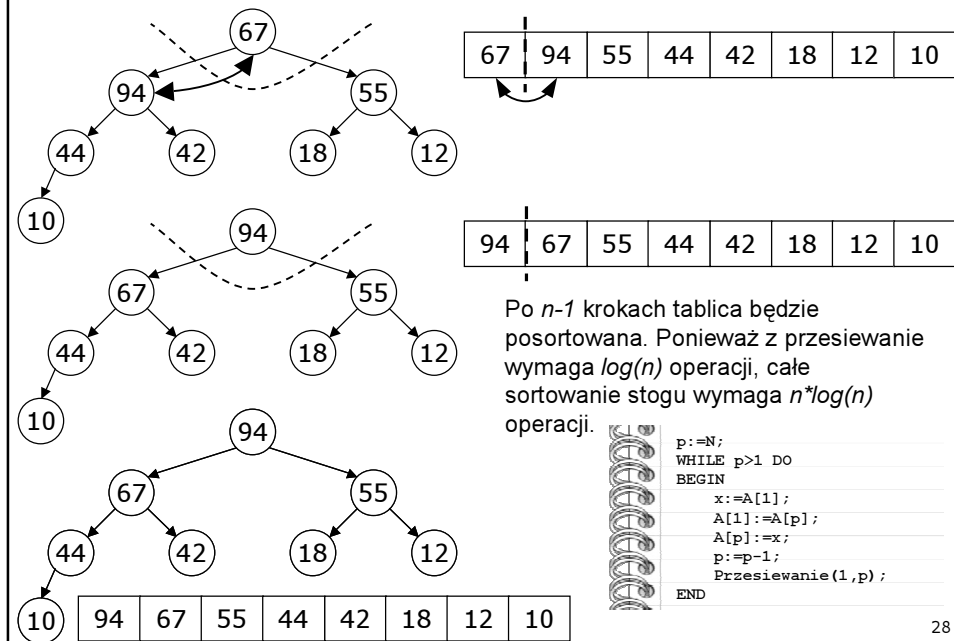 67
94 55
44 42 18 12
10
67 94 55 44 42 18 12 10
94
67 55
44 42 18 12
10
94 67 55 44 42 18 12 10
Po n-1 krokach tablica będzie
posortowana. Ponieważ z przesiewanie
wymaga log(n) operacji, całe
sortowanie stogu wymaga n*log(n)
operacji.
p:=N;
WHILE p>1 DO
BEGIN
x:=A[1];
A[1]:=A[p];
A[p]:=x;
p:=p-1;
Przesiewanie(1,p);
END
94
67 55
44 42 18 12
10
94 67 55 44 42 18 12 10
28